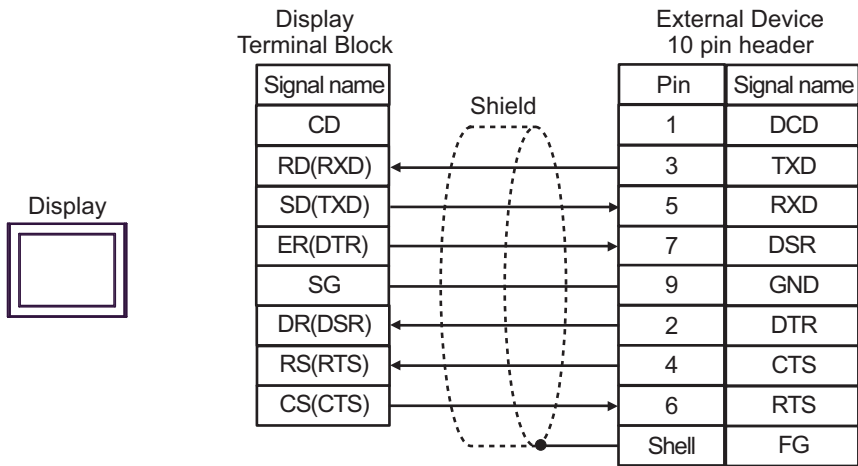 Display
Terminal Block
External Device
10 pin header
Signal name
Pin
Signal name
Shield
CD
1
DCD
RD(RXD)
3
TXD
Display
SD(TXD)
5
RXD
ER(DTR)
7
DSR
SG
9
GND
DR(DSR)
2
DTR
RS(RTS)
4
CTS
CS(CTS)
6
RTS
Shell
FG